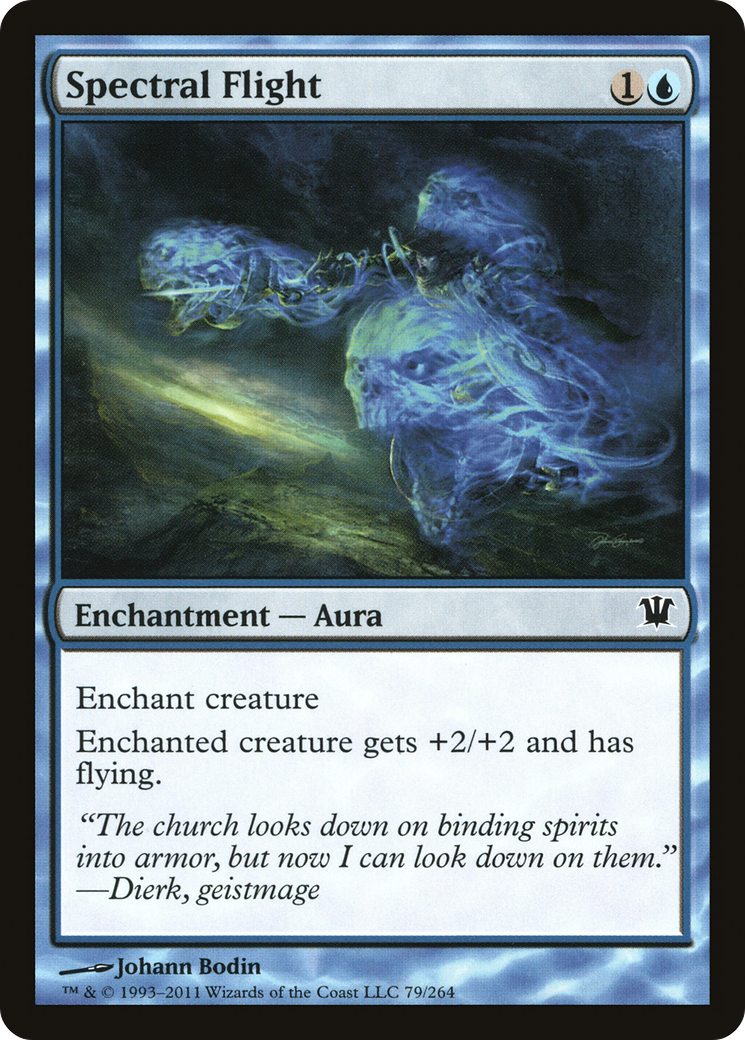 Spectral Flight 1
Enchantment — Aura
Enchant creature
Enchanted creature gets +2/+2 and has
flying.
“The church looks down on binding spirits
into armor, but now I can look down on them.”
—Dierk, geistmage
Johann Bodin
™ & © 1993–2011 Wizards of the Coast LLC 79/264